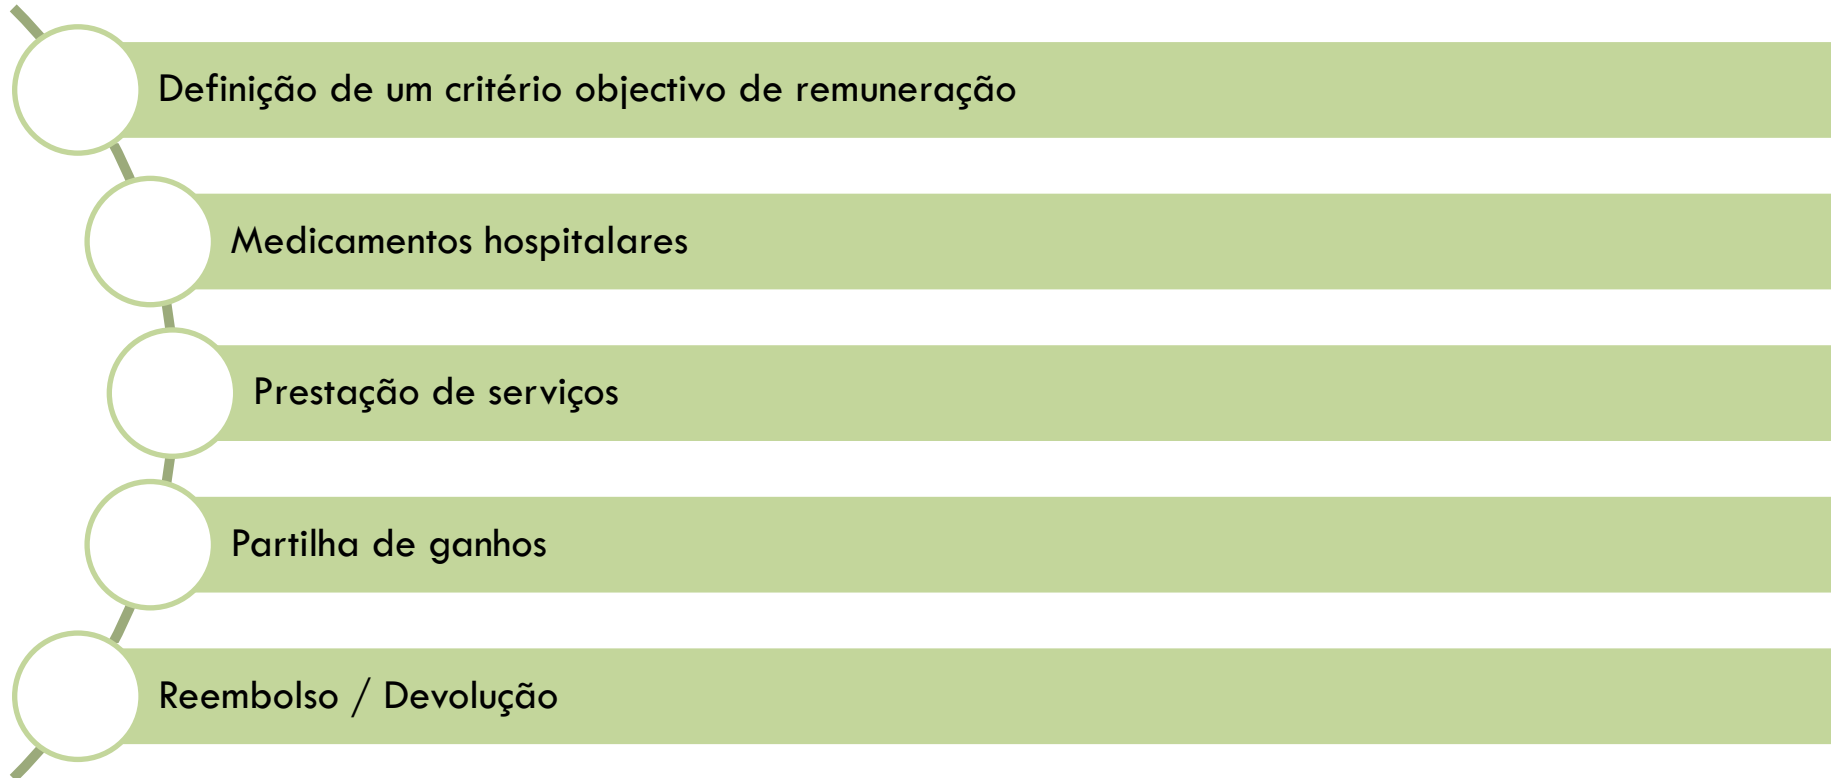 Definição de um critério objectivo de remuneração
Medicamentos hospitalares
Prestação de serviços
Partilha de ganhos
Reembolso / Devolução